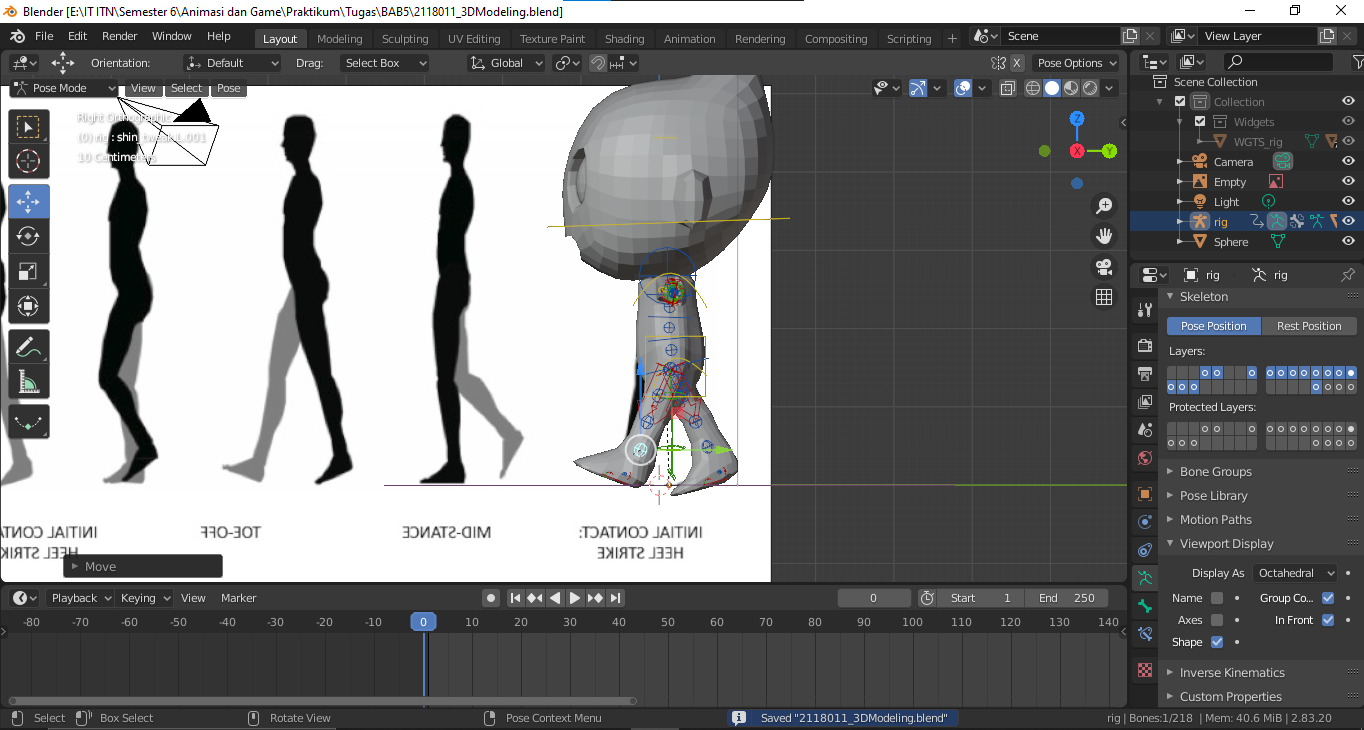 Blender [E:\IT ITN\Semester 6\Animasi dan Game\Praktikum\Tugas\BAB5\2118011_3DModeling.blend]
File Edit Render Window Help
Layout Modeling Sculpting UV Editing Texture Paint Shading Animation Rendering Compositing Scripting +
Scene
View Layer
Orientation: Default Drag: Select Box Global X Pose Options
Pose Mode View Select Pose
Right Orthographic
(0) rig : shin_tweak.L.001
10 Centimeters
Z
X
Y
INITIAL CONTACT:
HEEL STRIKE
TOE-OFF
MID-STANCE
INITIAL CONTACT:
HEEL STRIKE
Move
Scene Collection
Collection
Widgets
WGTS_rig
Camera
Empty
Light
rig
Sphere
rig rig
Skeleton
Pose Position Rest Position
Layers:
Protected Layers:
Bone Groups
Pose Library
Motion Paths
Viewport Display
Display As Octahedral
Name Group Co...
Axes In Front
Shape
Inverse Kinematics
Custom Properties
Playback Keying View Marker
0 Start 1 End 250
-80 -70 -60 -50 -40 -30 -20 -10 0 10 20 30 40 50 60 70 80 90 100 110 120 130 140
Select Box Select Rotate View Pose Context Menu Saved "2118011_3DModeling.blend" rig | Bones:1/218 | Mem: 40.6 MiB | 2.83.20